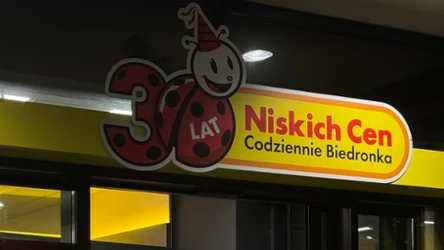 30
LAT
Niskich Cen
Codziennie Biedronka